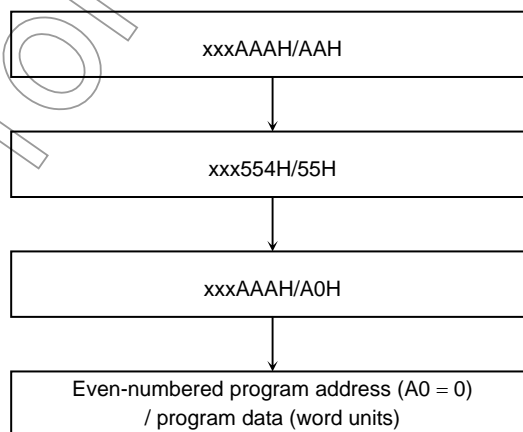 xxxAAAH/AAH
xxx554H/55H
xxxAAAH/A0H
Even-numbered program address (A0 = 0)
/ program data (word units)